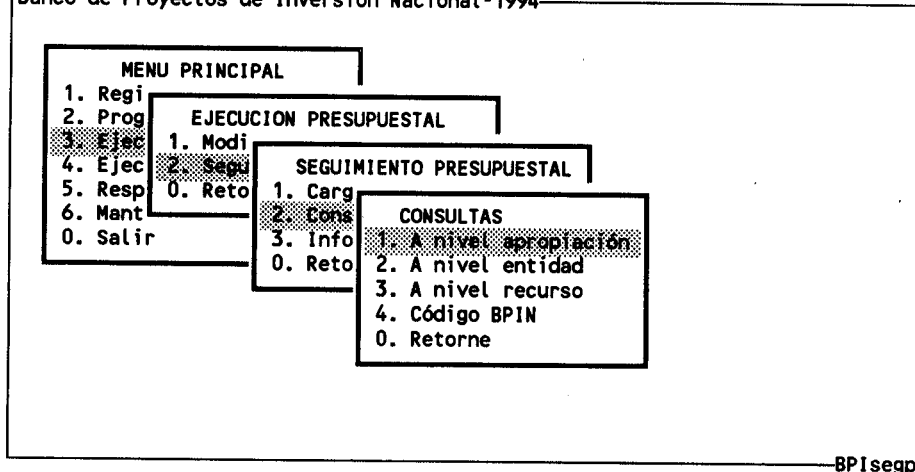 Banco de Proyectos de Inversión Nacional-1994
MENU PRINCIPAL
1. Regi
2. Prog
3. Ejec
4. Ejec
5. Resp
6. Mant
0. Salir
EJECUCION PRESUPUESTAL
1. Modi
2. Segu
0. Reto
SEGUIMIENTO PRESUPUESTAL
1. Carg
2. Cons
3. Info
0. Reto
CONSULTAS
1. A nivel apropiación
2. A nivel entidad
3. A nivel recurso
4. Código BPIN
0. Retorne
BPIsegp